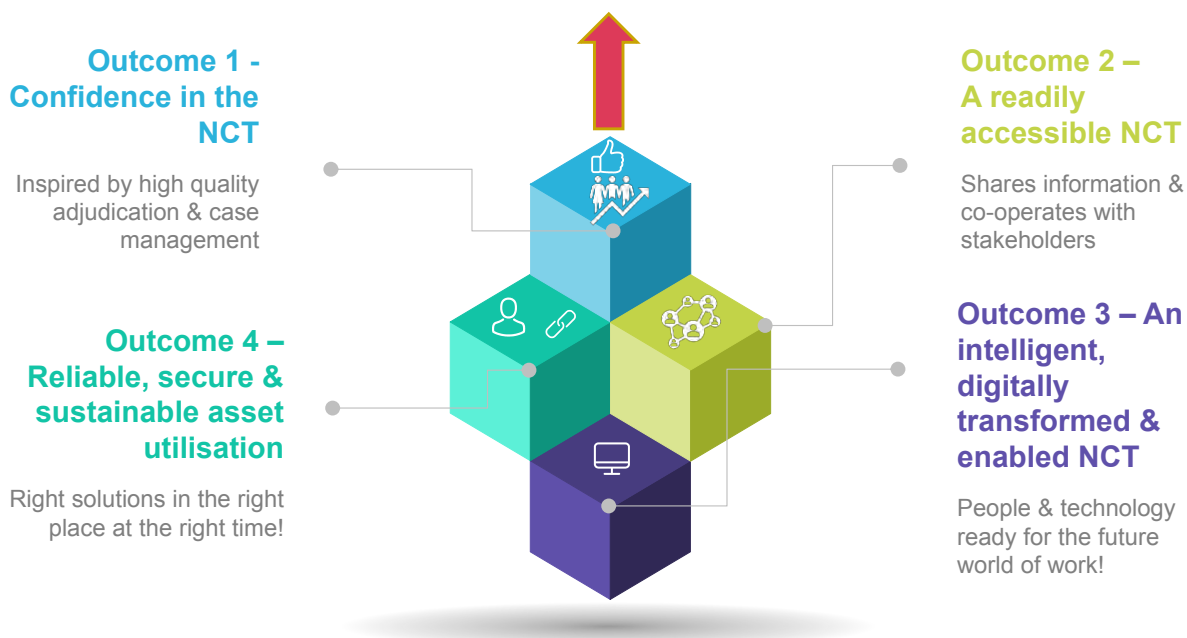 Outcome 1 -
Confidence in the
NCT
Inspired by high quality
adjudication & case
management
Outcome 2 –
A readily
accessible NCT
Shares information &
co-operates with
stakeholders
Outcome 3 – An
intelligent,
digitally
transformed &
enabled NCT
People & technology
ready for the future
world of work!
Outcome 4 –
Reliable, secure &
sustainable asset
utilisation
Right solutions in the right
place at the right time!